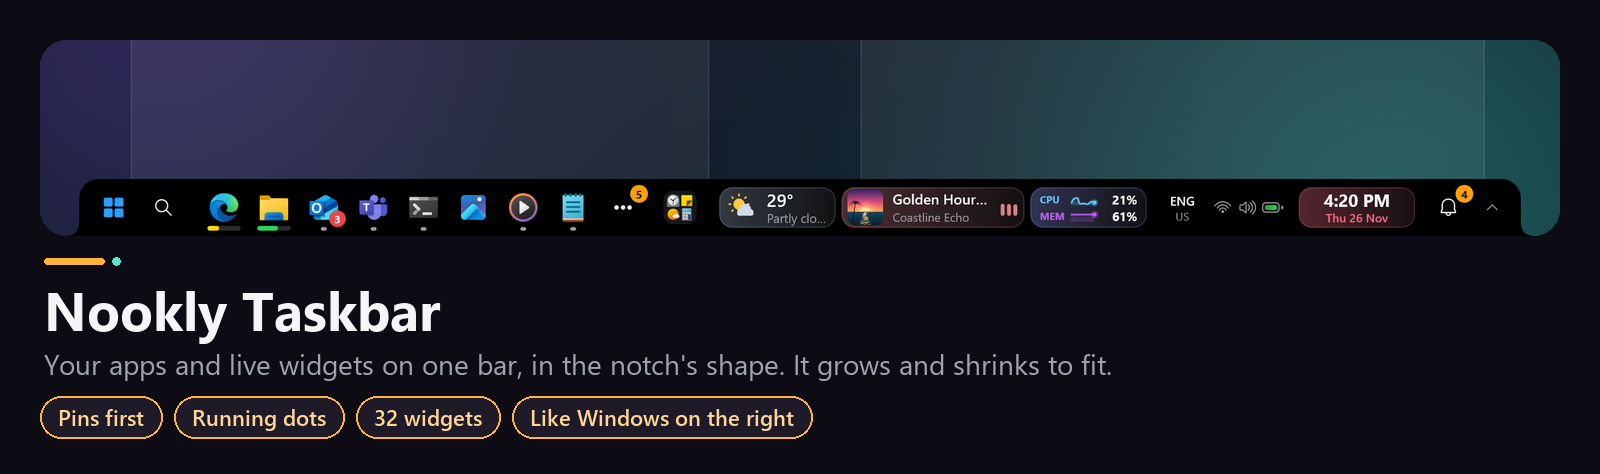 5
3
29°
Partly clo...
Golden Hour...
Coastline Echo
CPU 21%
MEM 61%
ENG
US
4:20 PM
Thu 26 Nov
4
Nookly Taskbar
Your apps and live widgets on one bar, in the notch's shape. It grows and shrinks to fit.
Pins first
Running dots
32 widgets
Like Windows on the right